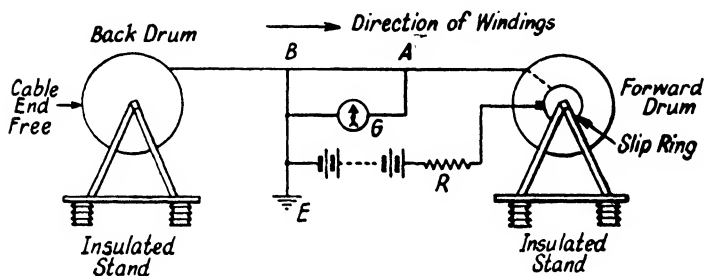 Back Drum
Direction of Windings
B
A
Cable
End
Free
G
Forward
Drum
Slip Ring
R
E
Insulated
Stand
Insulated
Stand